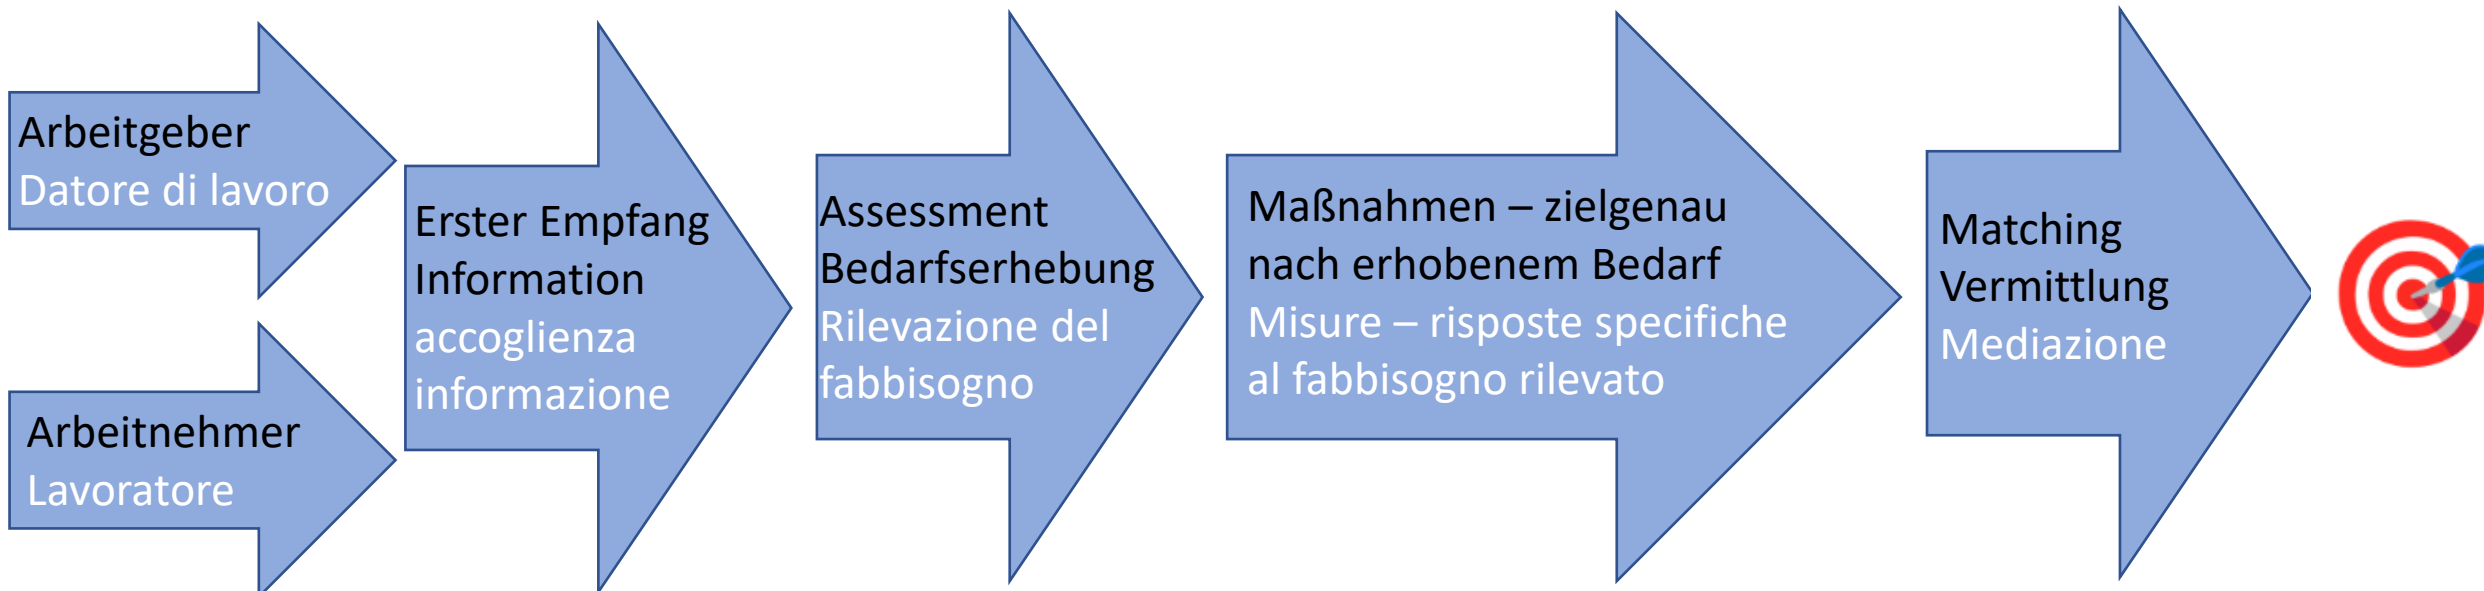 Arbeitgeber
Datore di lavoro
Arbeitnehmer
Lavoratore
Erster Empfang
Information
accoglienza
informazione
Assessment
Bedarfserhebung
Rilevazione del
fabbisogno
Maßnahmen – zielgenau
nach erhobenem Bedarf
Misure – risposte specifiche
al fabbisogno rilevato
Matching
Vermittlung
Mediazione